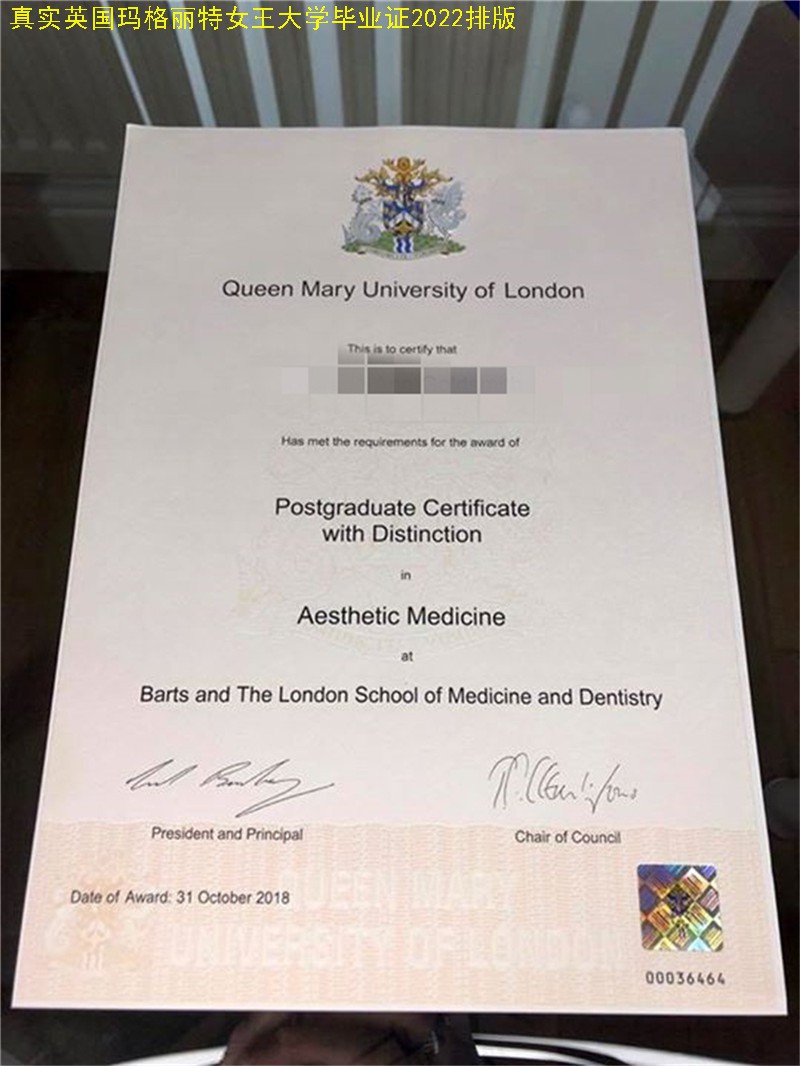 真实英国玛格丽特女王大学毕业证2022排版
Queen Mary University of London
This is to certify that
Has met the requirements for the award of
Postgraduate Certificate
with Distinction
in
Aesthetic Medicine
at
Barts and The London School of Medicine and Dentistry
President and Principal
Chair of Council
Date of Award: 31 October 2018
QUEEN MARY
UNIVERSITY OF LONDON
00036464